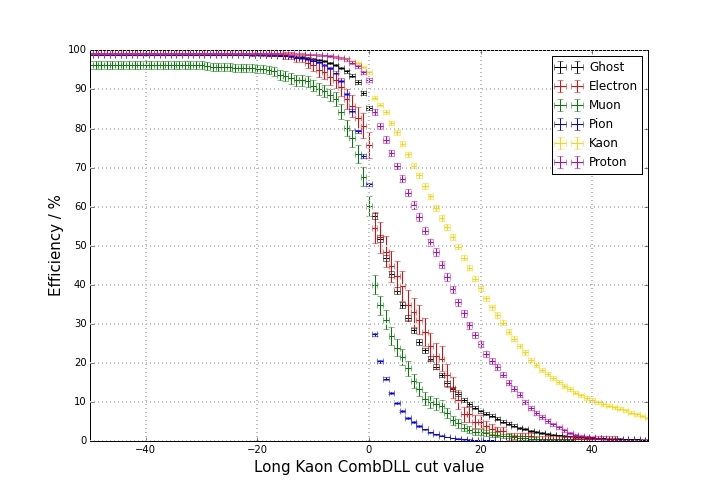 100
90
80
70
60
50
40
30
20
10
0
−40
−20
0
20
40
Efficiency / %
Long Kaon CombDLL cut value
Ghost
Electron
Muon
Pion
Kaon
Proton